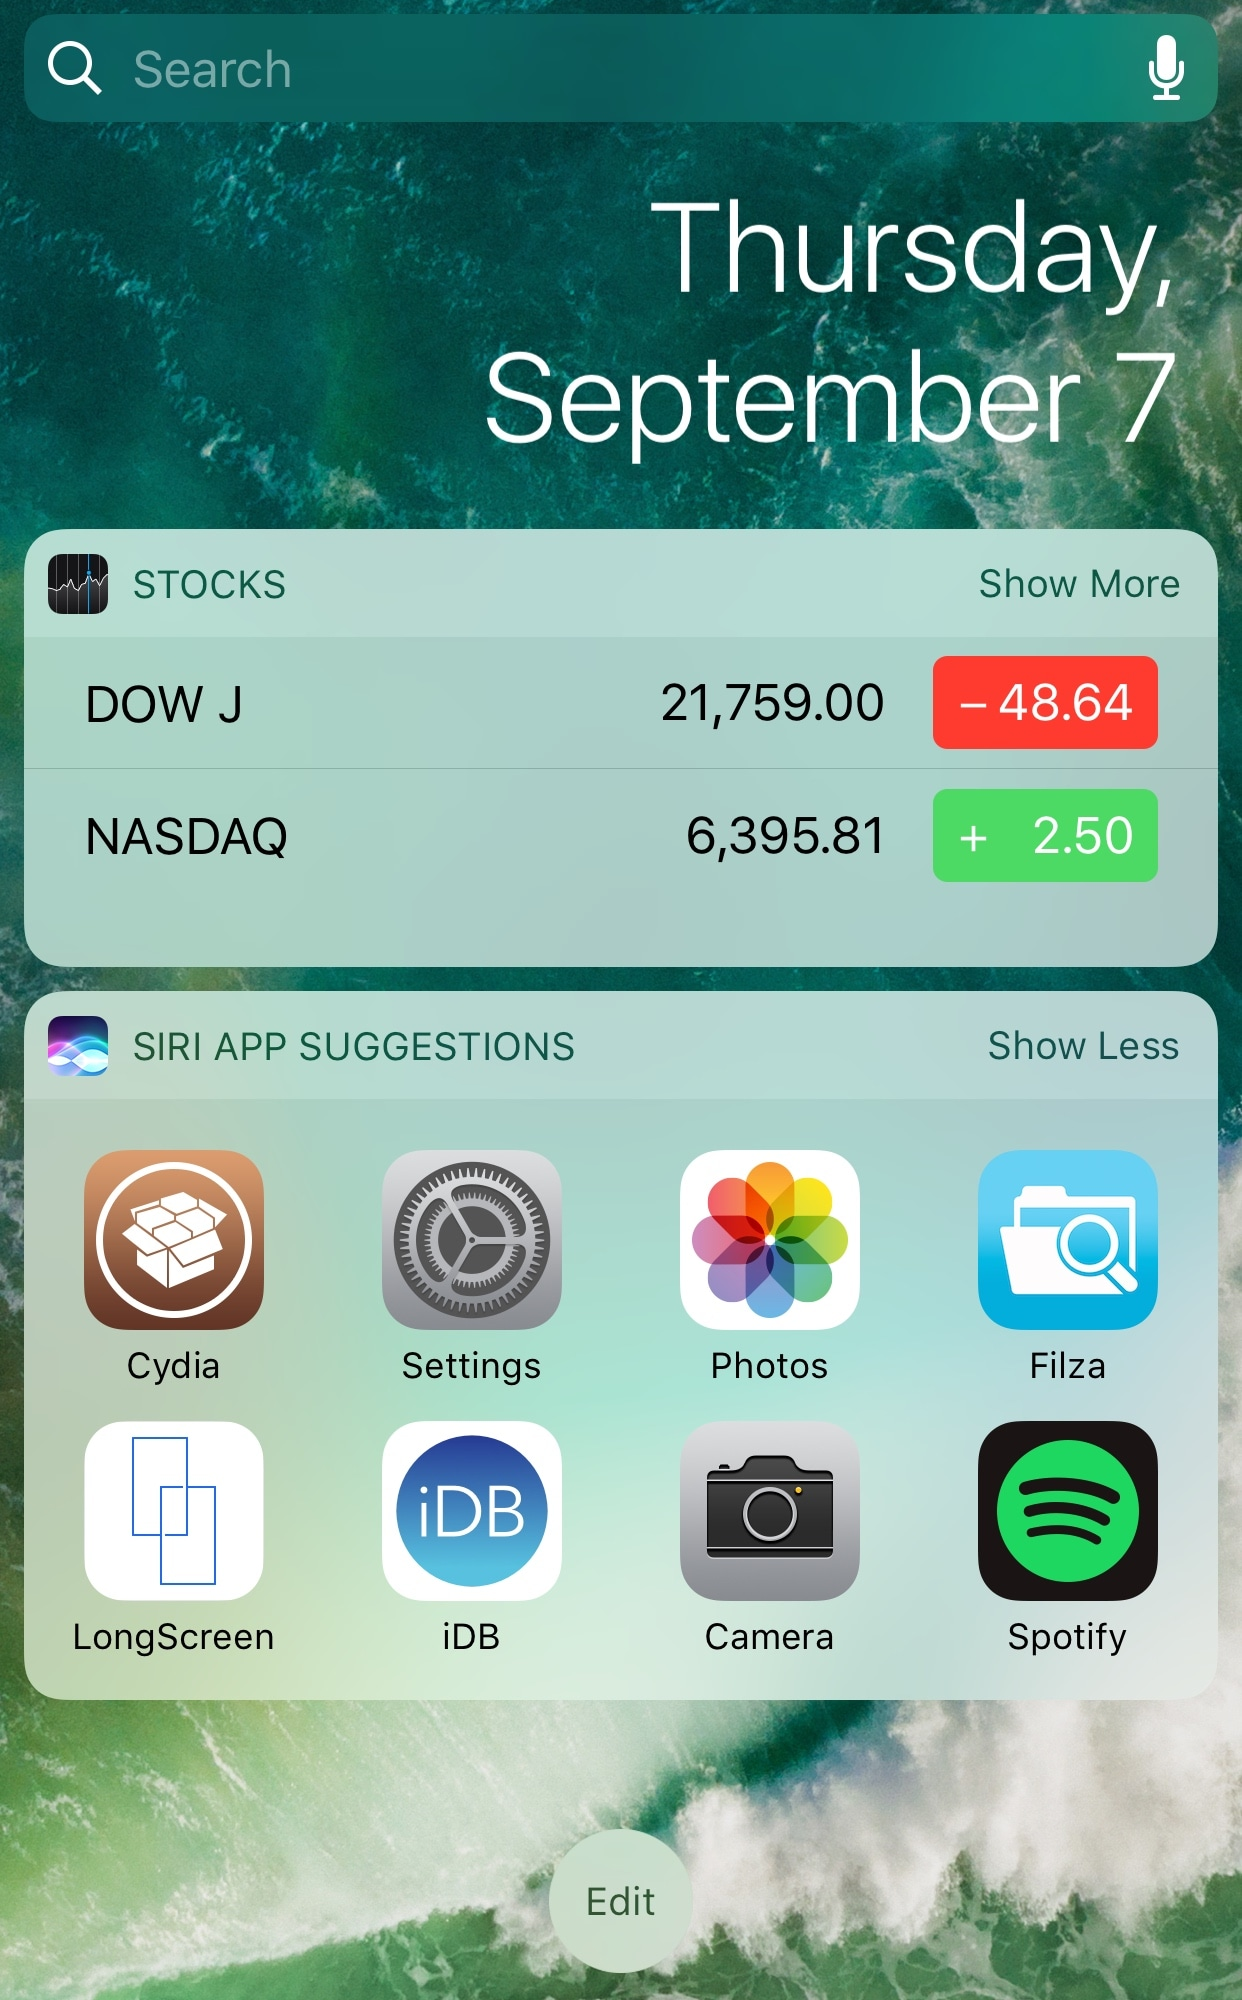 Search
Thursday,
September 7
STOCKS Show More
DOW J 21,759.00 – 48.64
NASDAQ 6,395.81 + 2.50
SIRI APP SUGGESTIONS Show Less
Cydia Settings Photos Filza
iDB
LongScreen iDB Camera Spotify
Edit